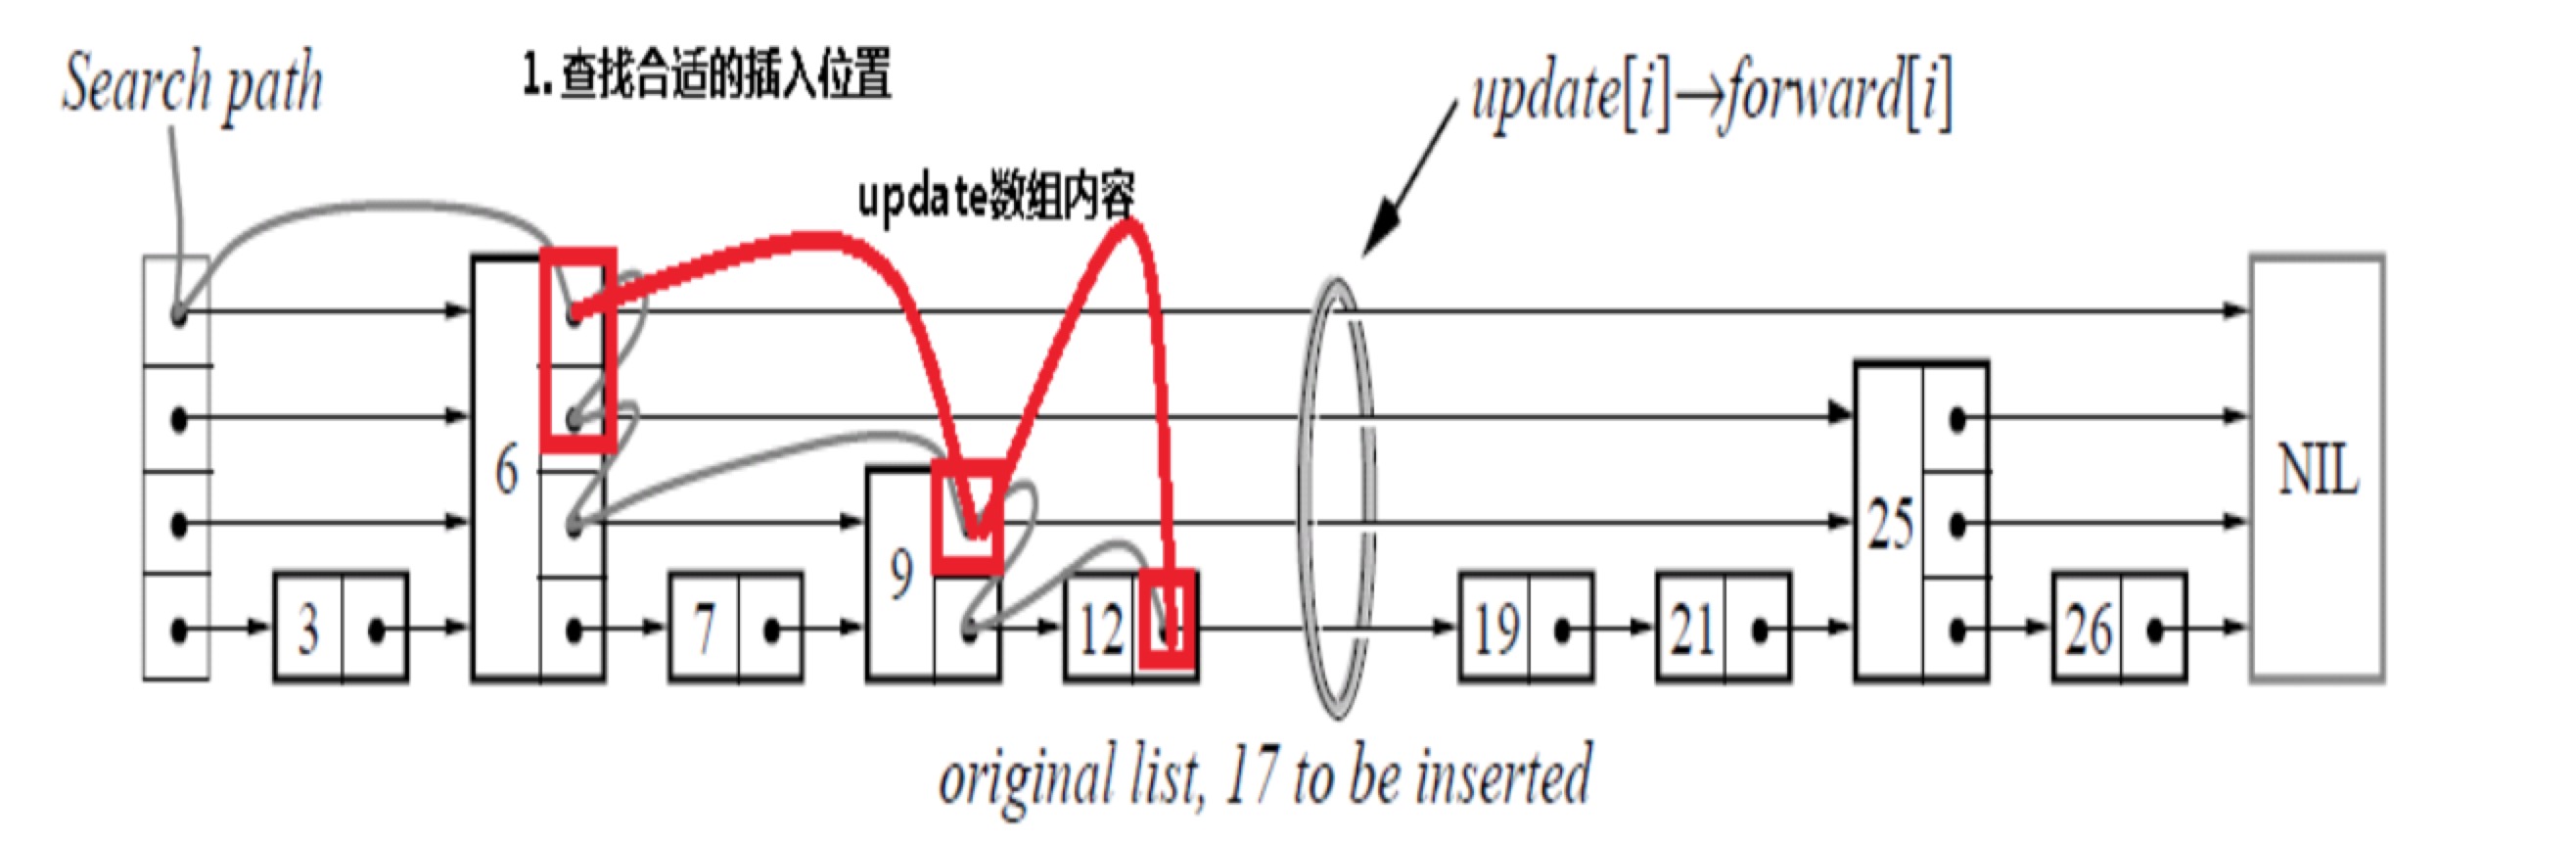 Search path
1. 查找合适的插入位置
update[i]→forward[i]
update数组内容
6
9
25
NIL
3
7
12
19
21
26
original list, 17 to be inserted